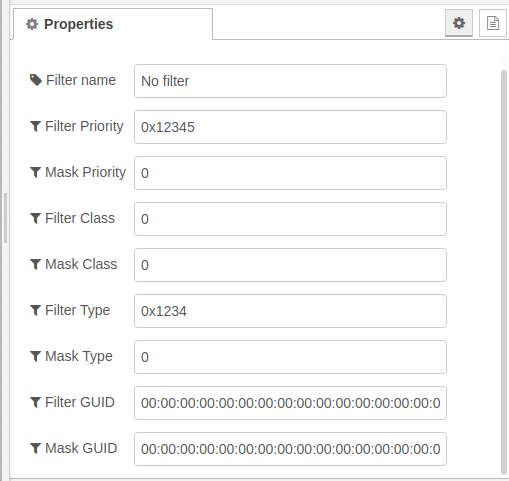 Properties
Filter name No filter
Filter Priority 0x12345
Mask Priority 0
Filter Class 0
Mask Class 0
Filter Type 0x1234
Mask Type 0
Filter GUID 00:00:00:00:00:00:00:00:00:00:00:00:00:00:00:0
Mask GUID 00:00:00:00:00:00:00:00:00:00:00:00:00:00:00:0